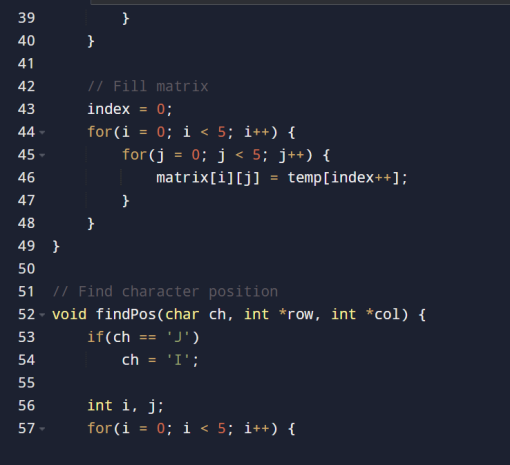 39         }
40     }
41
42     // Fill matrix
43     index = 0;
44     for(i = 0; i < 5; i++) {
45         for(j = 0; j < 5; j++) {
46             matrix[i][j] = temp[index++];
47         }
48     }
49 }
50
51 // Find character position
52 void findPos(char ch, int *row, int *col) {
53     if(ch == 'J')
54         ch = 'I';
55
56     int i, j;
57     for(i = 0; i < 5; i++) {